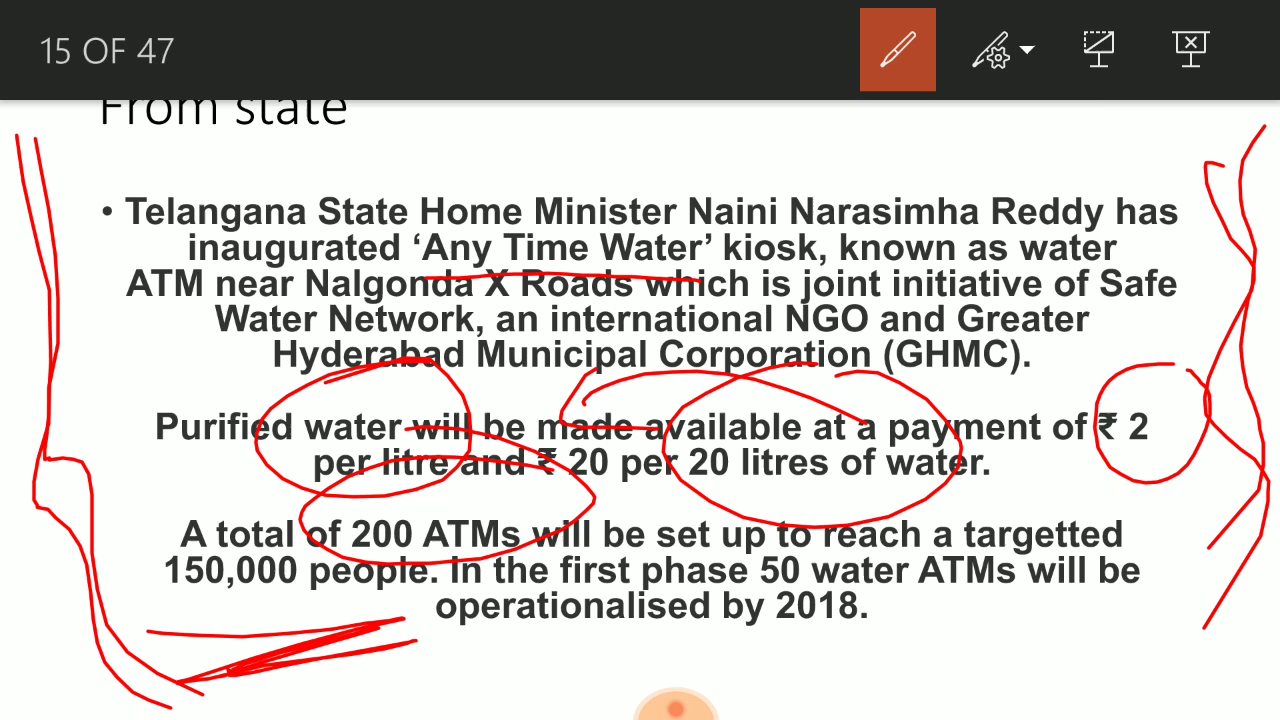 15 OF 47
From state
• Telangana State Home Minister Naini Narasimha Reddy has
inaugurated ‘Any Time Water’ kiosk, known as water
ATM near Nalgonda X Roads which is joint initiative of Safe
Water Network, an international NGO and Greater
Hyderabad Municipal Corporation (GHMC).
Purified water will be made available at a payment of ₹ 2
per litre and ₹ 20 per 20 litres of water.
A total of 200 ATMs will be set up to reach a targetted
150,000 people. In the first phase 50 water ATMs will be
operationalised by 2018.